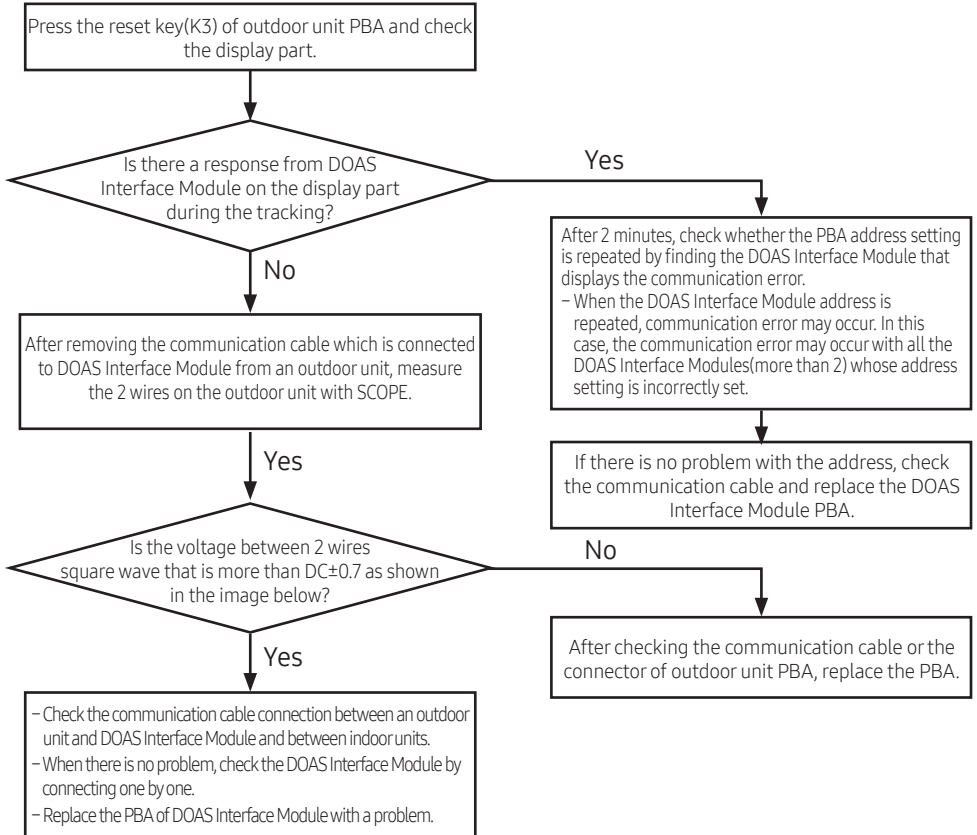 Press the reset key(K3) of outdoor unit PBA and check
the display part.
Is there a response from DOAS
Interface Module on the display part
during the tracking?
Yes
After 2 minutes, check whether the PBA address setting
is repeated by finding the DOAS Interface Module that
displays the communication error.
– When the DOAS Interface Module address is
repeated, communication error may occur. In this
case, the communication error may occur with all the
DOAS Interface Modules(more than 2) whose address
setting is incorrectly set.
If there is no problem with the address, check
the communication cable and replace the DOAS
Interface Module PBA.
No
After removing the communication cable which is connected
to DOAS Interface Module from an outdoor unit, measure
the 2 wires on the outdoor unit with SCOPE.
Yes
Is the voltage between 2 wires
square wave that is more than DC±0.7 as shown
in the image below?
No
After checking the communication cable or the
connector of outdoor unit PBA, replace the PBA.
Yes
– Check the communication cable connection between an outdoor
unit and DOAS Interface Module and between indoor units.
– When there is no problem, check the DOAS Interface Module by
connecting one by one.
– Replace the PBA of DOAS Interface Module with a problem.